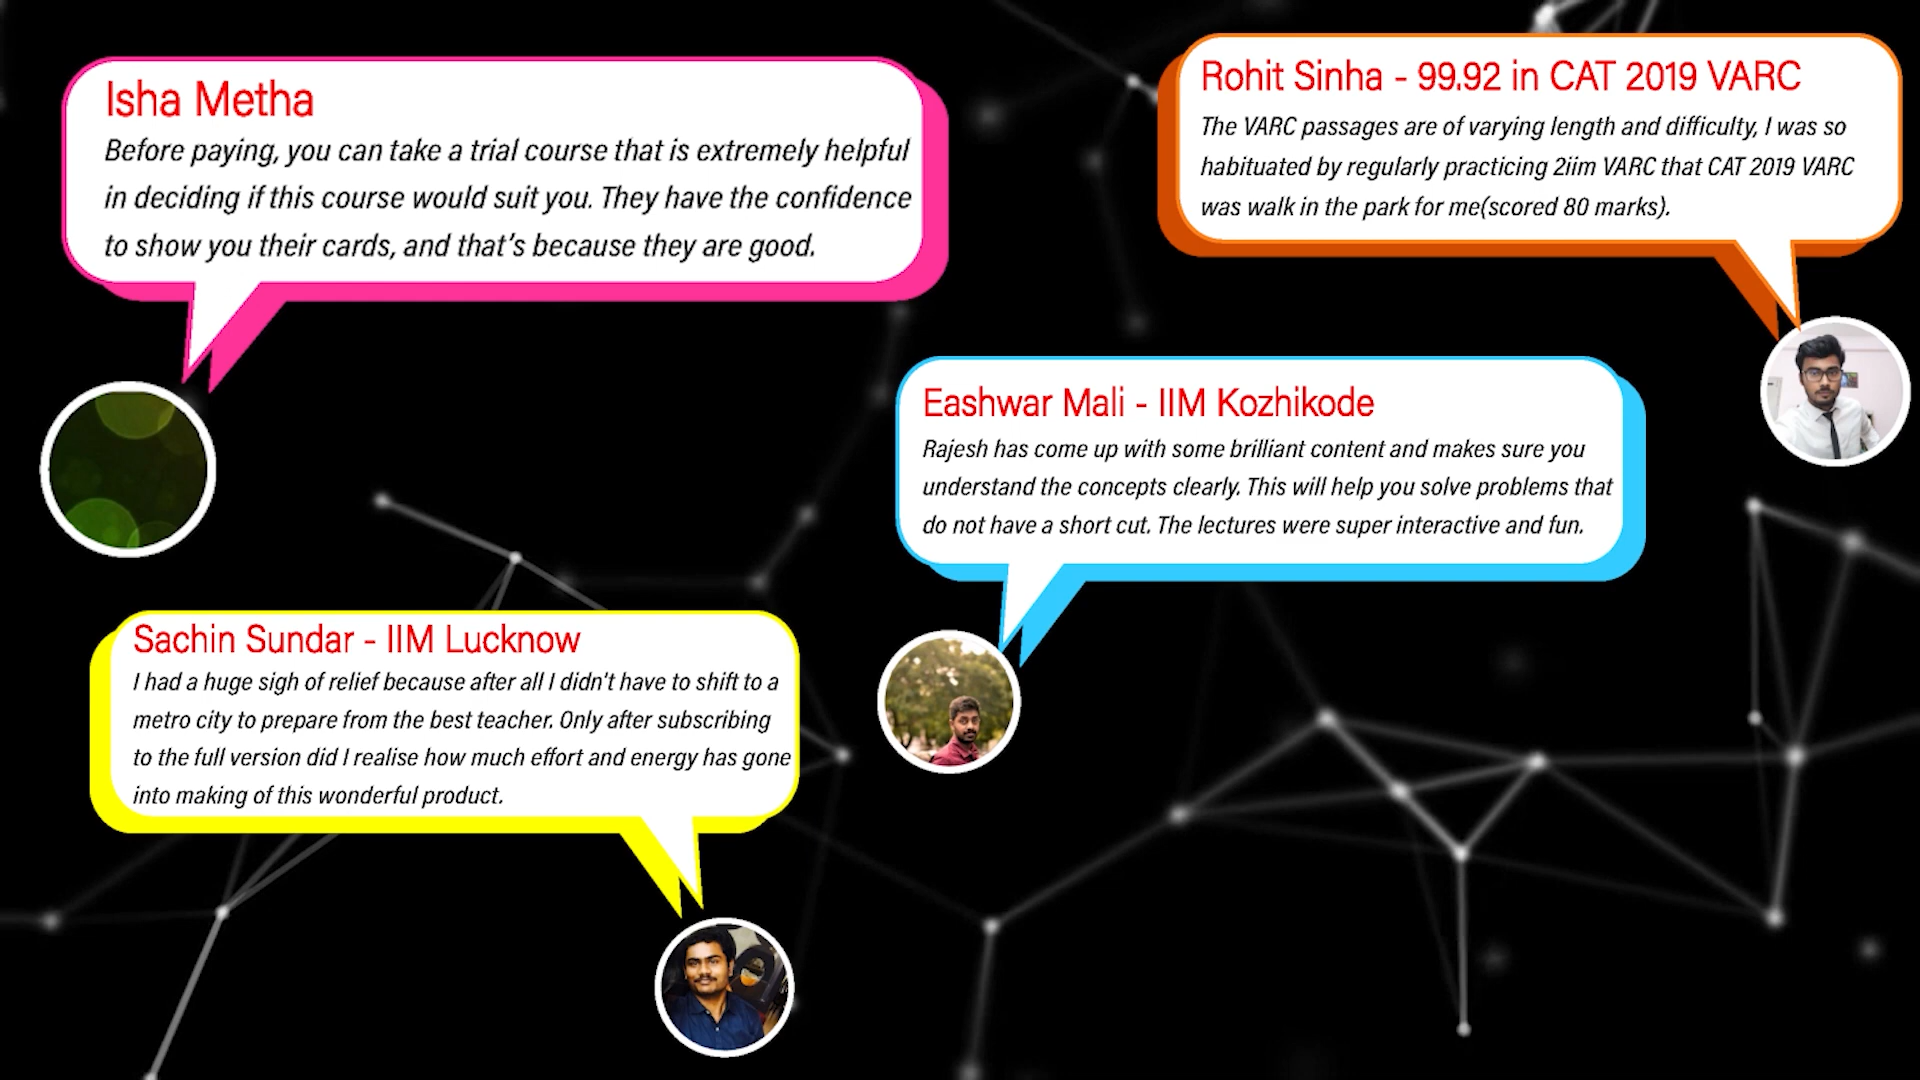 Isha Metha
Before paying, you can take a trial course that is extremely helpful
in deciding if this course would suit you. They have the confidence
to show you their cards, and that's because they are good.
Rohit Sinha - 99.92 in CAT 2019 VARC
The VARC passages are of varying length and difficulty, I was so
habituated by regularly practicing 2iim VARC that CAT 2019 VARC
was walk in the park for me(scored 80 marks).
Eashwar Mali - IIM Kozhikode
Rajesh has come up with some brilliant content and makes sure you
understand the concepts clearly. This will help you solve problems that
do not have a short cut. The lectures were super interactive and fun.
Sachin Sundar - IIM Lucknow
I had a huge sigh of relief because after all I didn't have to shift to a
metro city to prepare from the best teacher. Only after subscribing
to the full version did I realise how much effort and energy has gone
into making of this wonderful product.